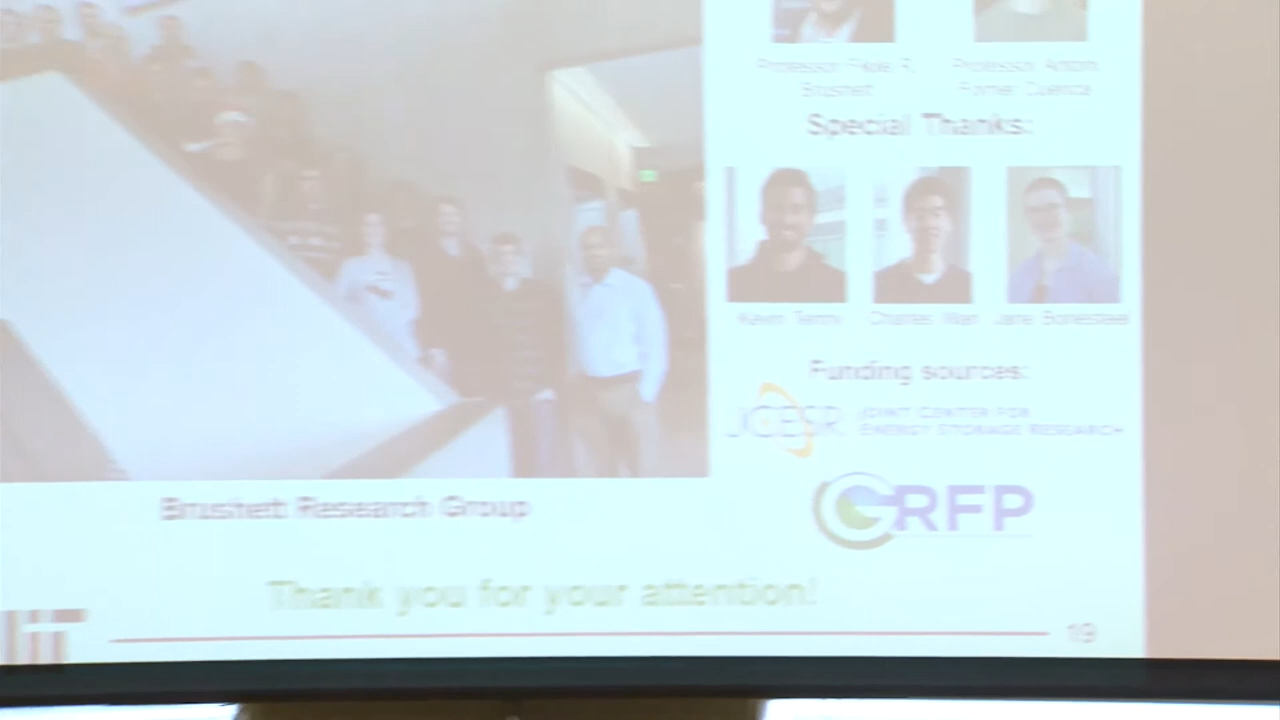 Professor Fikile R. Brushett
Professor Antoni Forner-Cuenca
Special Thanks:
Kevin Tenny
Charles Wan
Jane Bonesteel
Funding sources:
JCESR JOINT CENTER FOR
ENERGY STORAGE RESEARCH
GRFP
Brushett Research Group
Thank you for your attention!
MIT
19